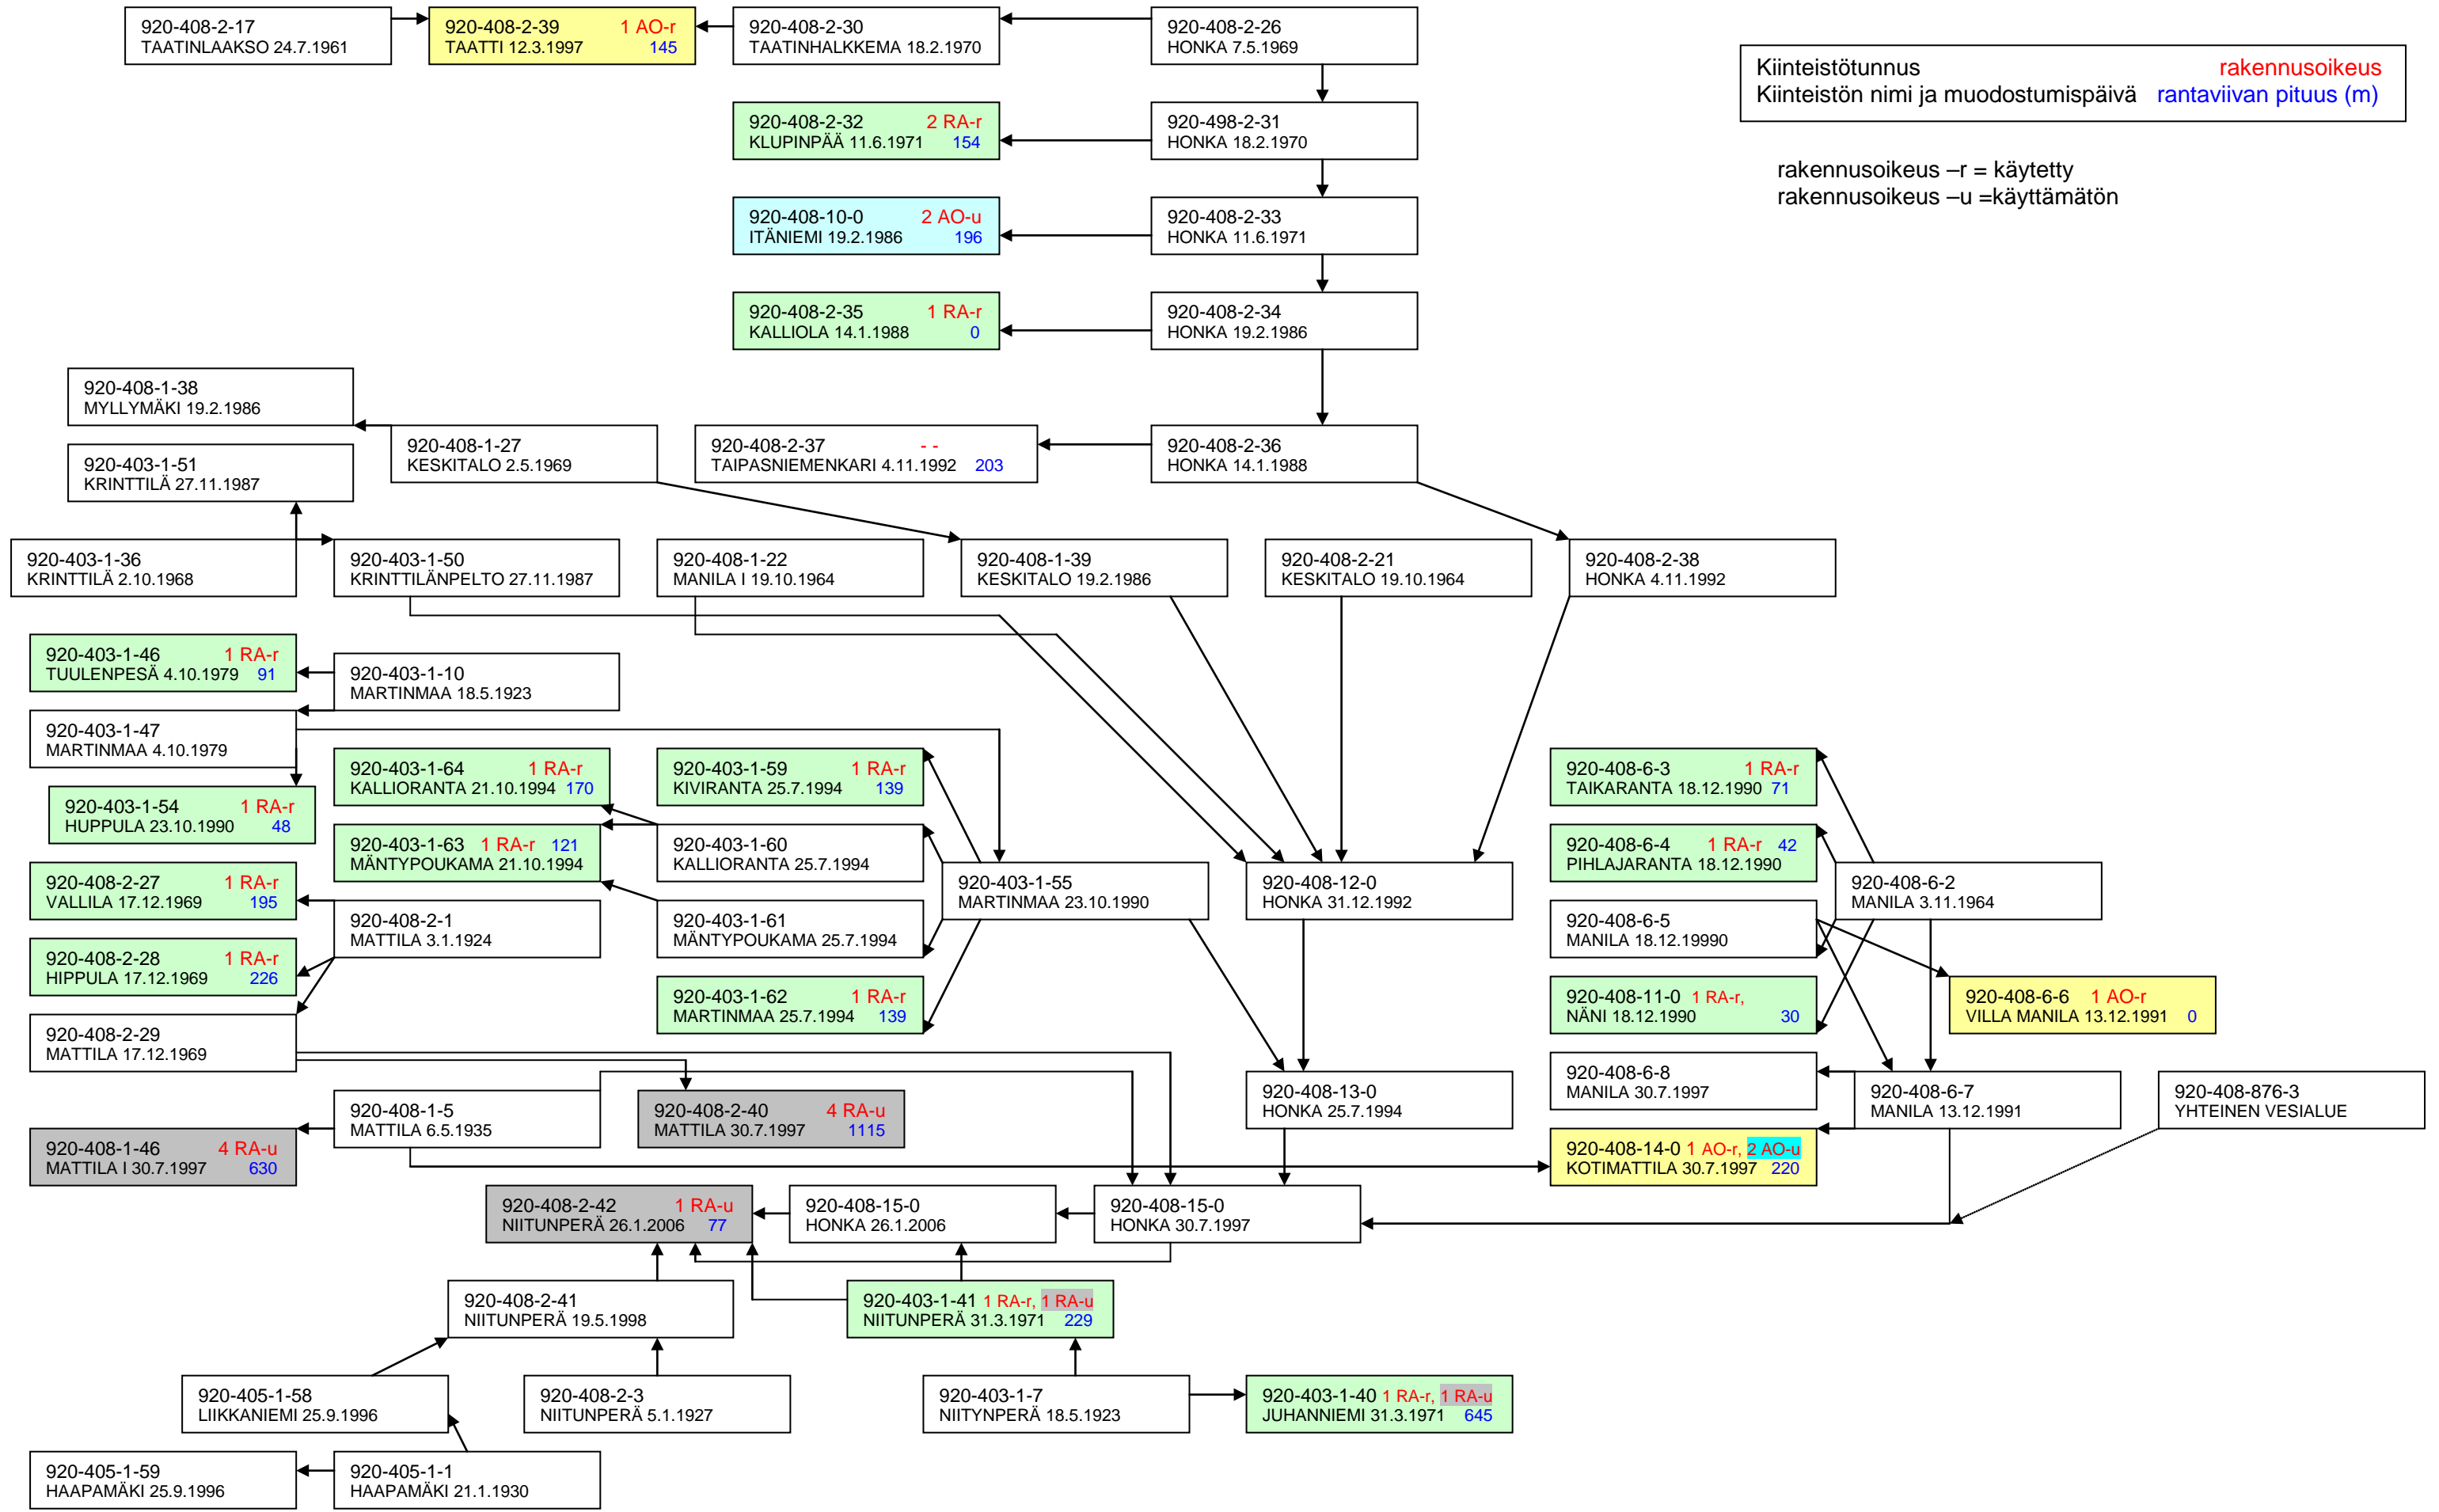 920-408-2-17
TAATINLAAKSO 24.7.1961
920-408-2-39 1 AO-r
TAATTI 12.3.1997 145
920-408-2-30
TAATINHALKKEMA 18.2.1970
920-408-2-26
HONKA 7.5.1969
Kiinteistötunnus rakennusoikeus
Kiinteistön nimi ja muodostumispäivä rantaviivan pituus (m)
rakennusoikeus –r = käytetty
rakennusoikeus –u =käyttämätön
920-408-2-32 2 RA-r
KLUPINPÄÄ 11.6.1971 154
920-498-2-31
HONKA 18.2.1970
920-408-10-0 2 AO-u
ITÄNIEMI 19.2.1986 196
920-408-2-33
HONKA 11.6.1971
920-408-2-35 1 RA-r
KALLIOLA 14.1.1988 0
920-408-2-34
HONKA 19.2.1986
920-408-1-38
MYLLYMÄKI 19.2.1986
920-408-1-27
KESKITALO 2.5.1969
920-408-2-37 - -
TAIPASNIEMENKARI 4.11.1992 203
920-408-2-36
HONKA 14.1.1988
920-403-1-51
KRINTTILÄ 27.11.1987
920-403-1-36
KRINTTILÄ 2.10.1968
920-403-1-50
KRINTTILÄNPELTO 27.11.1987
920-408-1-22
MANILA I 19.10.1964
920-408-1-39
KESKITALO 19.2.1986
920-408-2-21
KESKITALO 19.10.1964
920-408-2-38
HONKA 4.11.1992
920-403-1-46 1 RA-r
TUULENPESÄ 4.10.1979 91
920-403-1-10
MARTINMAA 18.5.1923
920-403-1-47
MARTINMAA 4.10.1979
920-403-1-54 1 RA-r
HUPPULA 23.10.1990 48
920-403-1-64 1 RA-r
KALLIORANTA 21.10.1994 170
920-403-1-59 1 RA-r
KIVIRANTA 25.7.1994 139
920-408-6-3 1 RA-r
TAIKARANTA 18.12.1990 71
920-403-1-63 1 RA-r 121
MÄNTYPOUKAMA 21.10.1994
920-403-1-60
KALLIORANTA 25.7.1994
920-408-6-4 1 RA-r 42
PIHLAJARANTA 18.12.1990
920-408-2-27 1 RA-r
VALLILA 17.12.1969 195
920-403-1-55
MARTINMAA 23.10.1990
920-408-12-0
HONKA 31.12.1992
920-408-6-2
MANILA 3.11.1964
920-408-2-1
MATTILA 3.1.1924
920-403-1-61
MÄNTYPOUKAMA 25.7.1994
920-408-6-5
MANILA 18.12.19990
920-408-2-28 1 RA-r
HIPPULA 17.12.1969 226
920-403-1-62 1 RA-r
MARTINMAA 25.7.1994 139
920-408-11-0 1 RA-r,
NÄNI 18.12.1990 30
920-408-6-6 1 AO-r
VILLA MANILA 13.12.1991 0
920-408-2-29
MATTILA 17.12.1969
920-408-6-8
MANILA 30.7.1997
920-408-1-5
MATTILA 6.5.1935
920-408-2-40 4 RA-u
MATTILA 30.7.1997 1115
920-408-13-0
HONKA 25.7.1994
920-408-6-7
MANILA 13.12.1991
920-408-876-3
YHTEINEN VESIALUE
920-408-1-46 4 RA-u
MATTILA I 30.7.1997 630
920-408-14-0 1 AO-r, 2 AO-u
KOTIMATTILA 30.7.1997 220
920-408-2-42 1 RA-u
NIITUNPERÄ 26.1.2006 77
920-408-15-0
HONKA 26.1.2006
920-408-15-0
HONKA 30.7.1997
920-408-2-41
NIITUNPERÄ 19.5.1998
920-403-1-41 1 RA-r, 1 RA-u
NIITUNPERÄ 31.3.1971 229
920-405-1-58
LIIKKANIEMI 25.9.1996
920-408-2-3
NIITUNPERÄ 5.1.1927
920-403-1-7
NIITYNPERÄ 18.5.1923
920-403-1-40 1 RA-r, 1 RA-u
JUHANNIEMI 31.3.1971 645
920-405-1-59
HAAPAMÄKI 25.9.1996
920-405-1-1
HAAPAMÄKI 21.1.1930